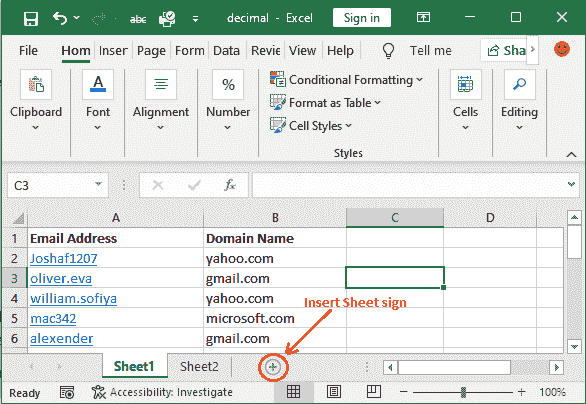 decimal - Excel
Sign in
File Hom Inser Page Form Data Revie View Help Tell me Sha
Clipboard
Font
Alignment
Number
Conditional Formatting
Format as Table
Cell Styles
Styles
Cells
Editing
C3
fx
A B C D
1 Email Address Domain Name
2 Joshaf1207 yahoo.com
3 oliver.eva gmail.com
4 william.sofiya yahoo.com
5 mac342 microsoft.com
6 alexender gmail.com
Insert Sheet sign
Sheet1 Sheet2
Ready Accessibility: Investigate 100%